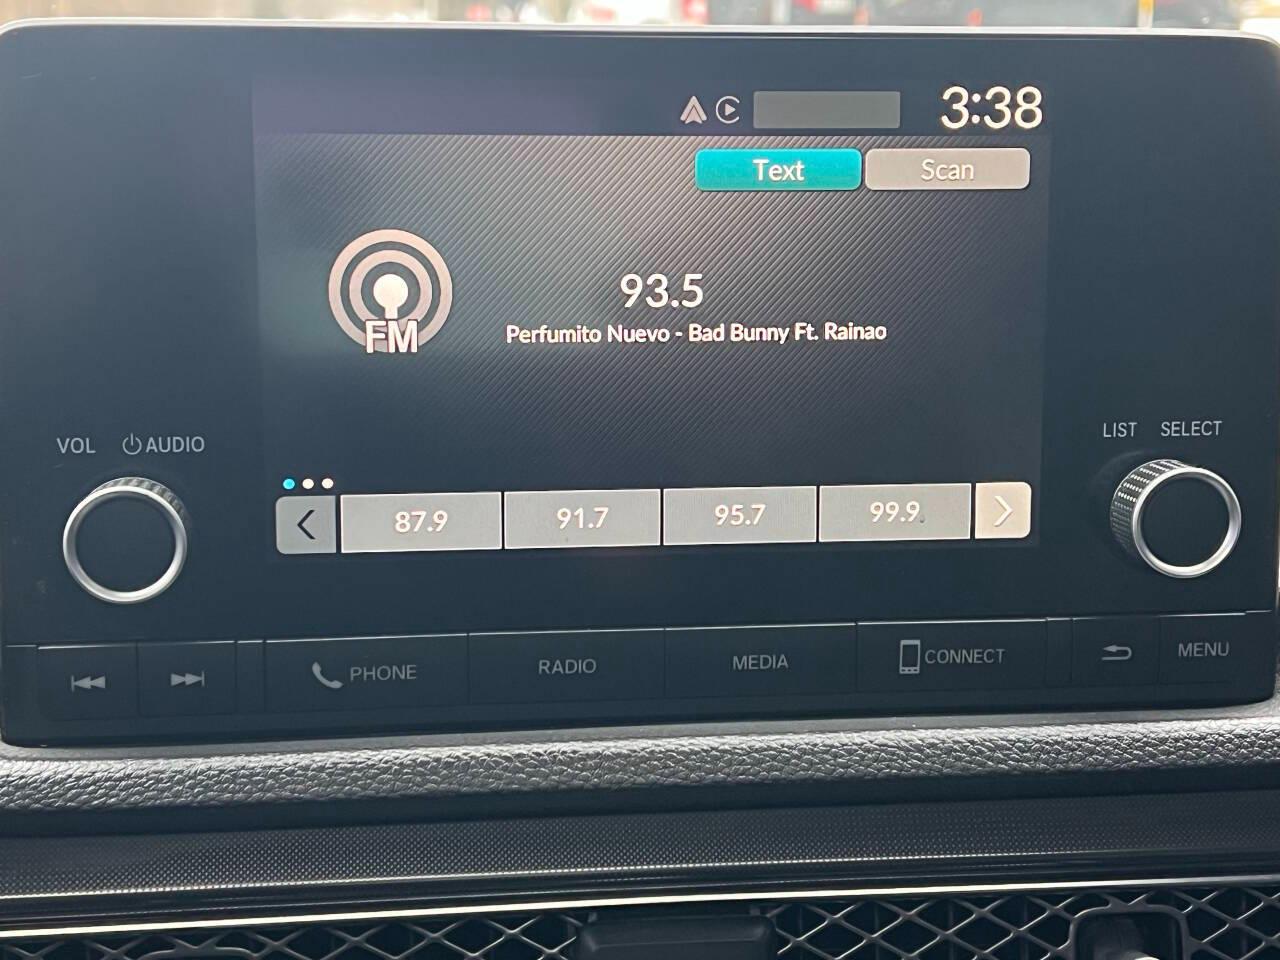 3:38
Text Scan
93.5
FM
Perfumito Nuevo - Bad Bunny Ft. Rainao
VOL AUDIO
LIST SELECT
87.9 91.7 95.7 99.9
PHONE RADIO MEDIA CONNECT MENU